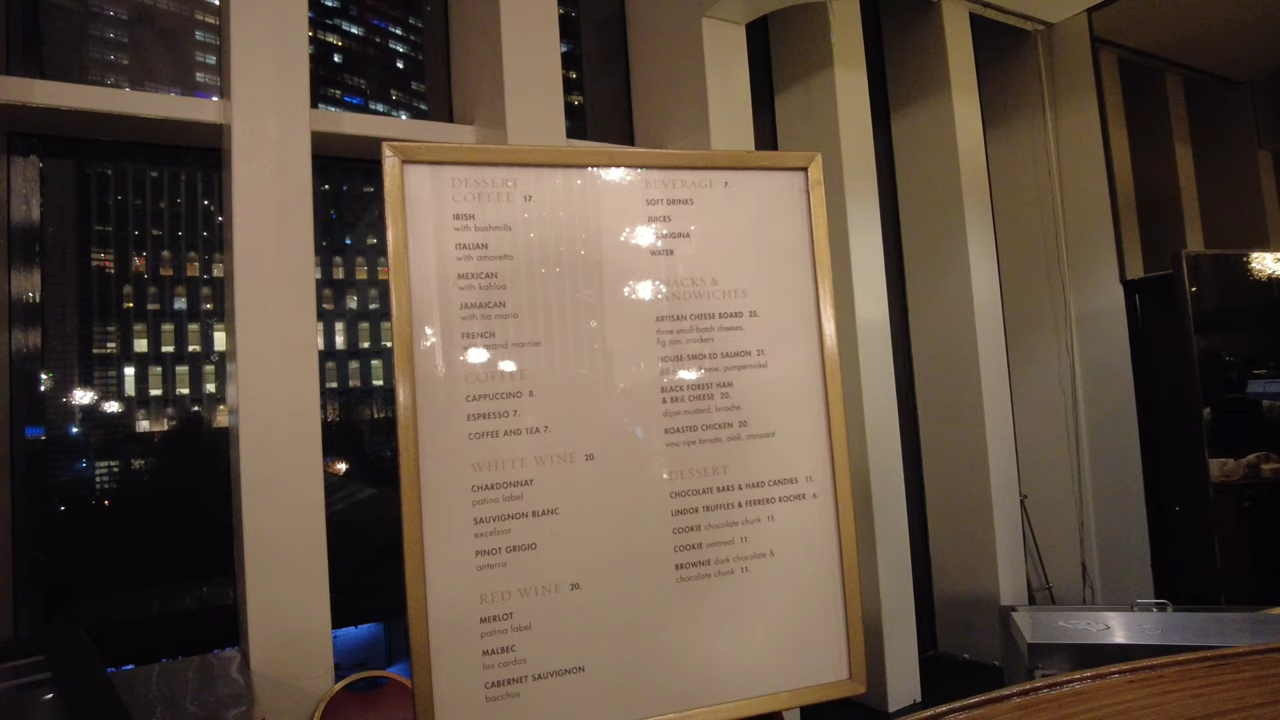 DESSERT
COFFEE 17.
IRISH
with bushmills
ITALIAN
with amaretto
MEXICAN
with kahlua
JAMAICAN
with tia maria
FRENCH
grand marnier
COFFEE
CAPPUCCINO 8.
ESPRESSO 7.
COFFEE AND TEA 7.
WHITE WINE 20.
CHARDONNAY
patina label
SAUVIGNON BLANC
excelsior
PINOT GRIGIO
anterra
RED WINE 20.
MERLOT
patina label
MALBEC
los cardos
CABERNET SAUVIGNON
bacchus
BEVERAGE 7.
SOFT DRINKS
JUICES
WATER
SNACKS &
SANDWICHES
ARTISAN CHEESE BOARD 25.
three small-batch cheeses,
fig jam, crackers
HOUSE-SMOKED SALMON 21.
dill pumpernickel
BLACK FOREST HAM
& BRIE CHEESE 20.
dijon mustard, brioche
ROASTED CHICKEN 20.
vine ripe tomato, aioli, croissant
DESSERT
CHOCOLATE BARS & HARD CANDIES 11.
LINDOR TRUFFLES & FERRERO ROCHER 6.
COOKIE chocolate chunk 11.
COOKIE oatmeal 11.
BROWNIE dark chocolate &
chocolate chunk 11.